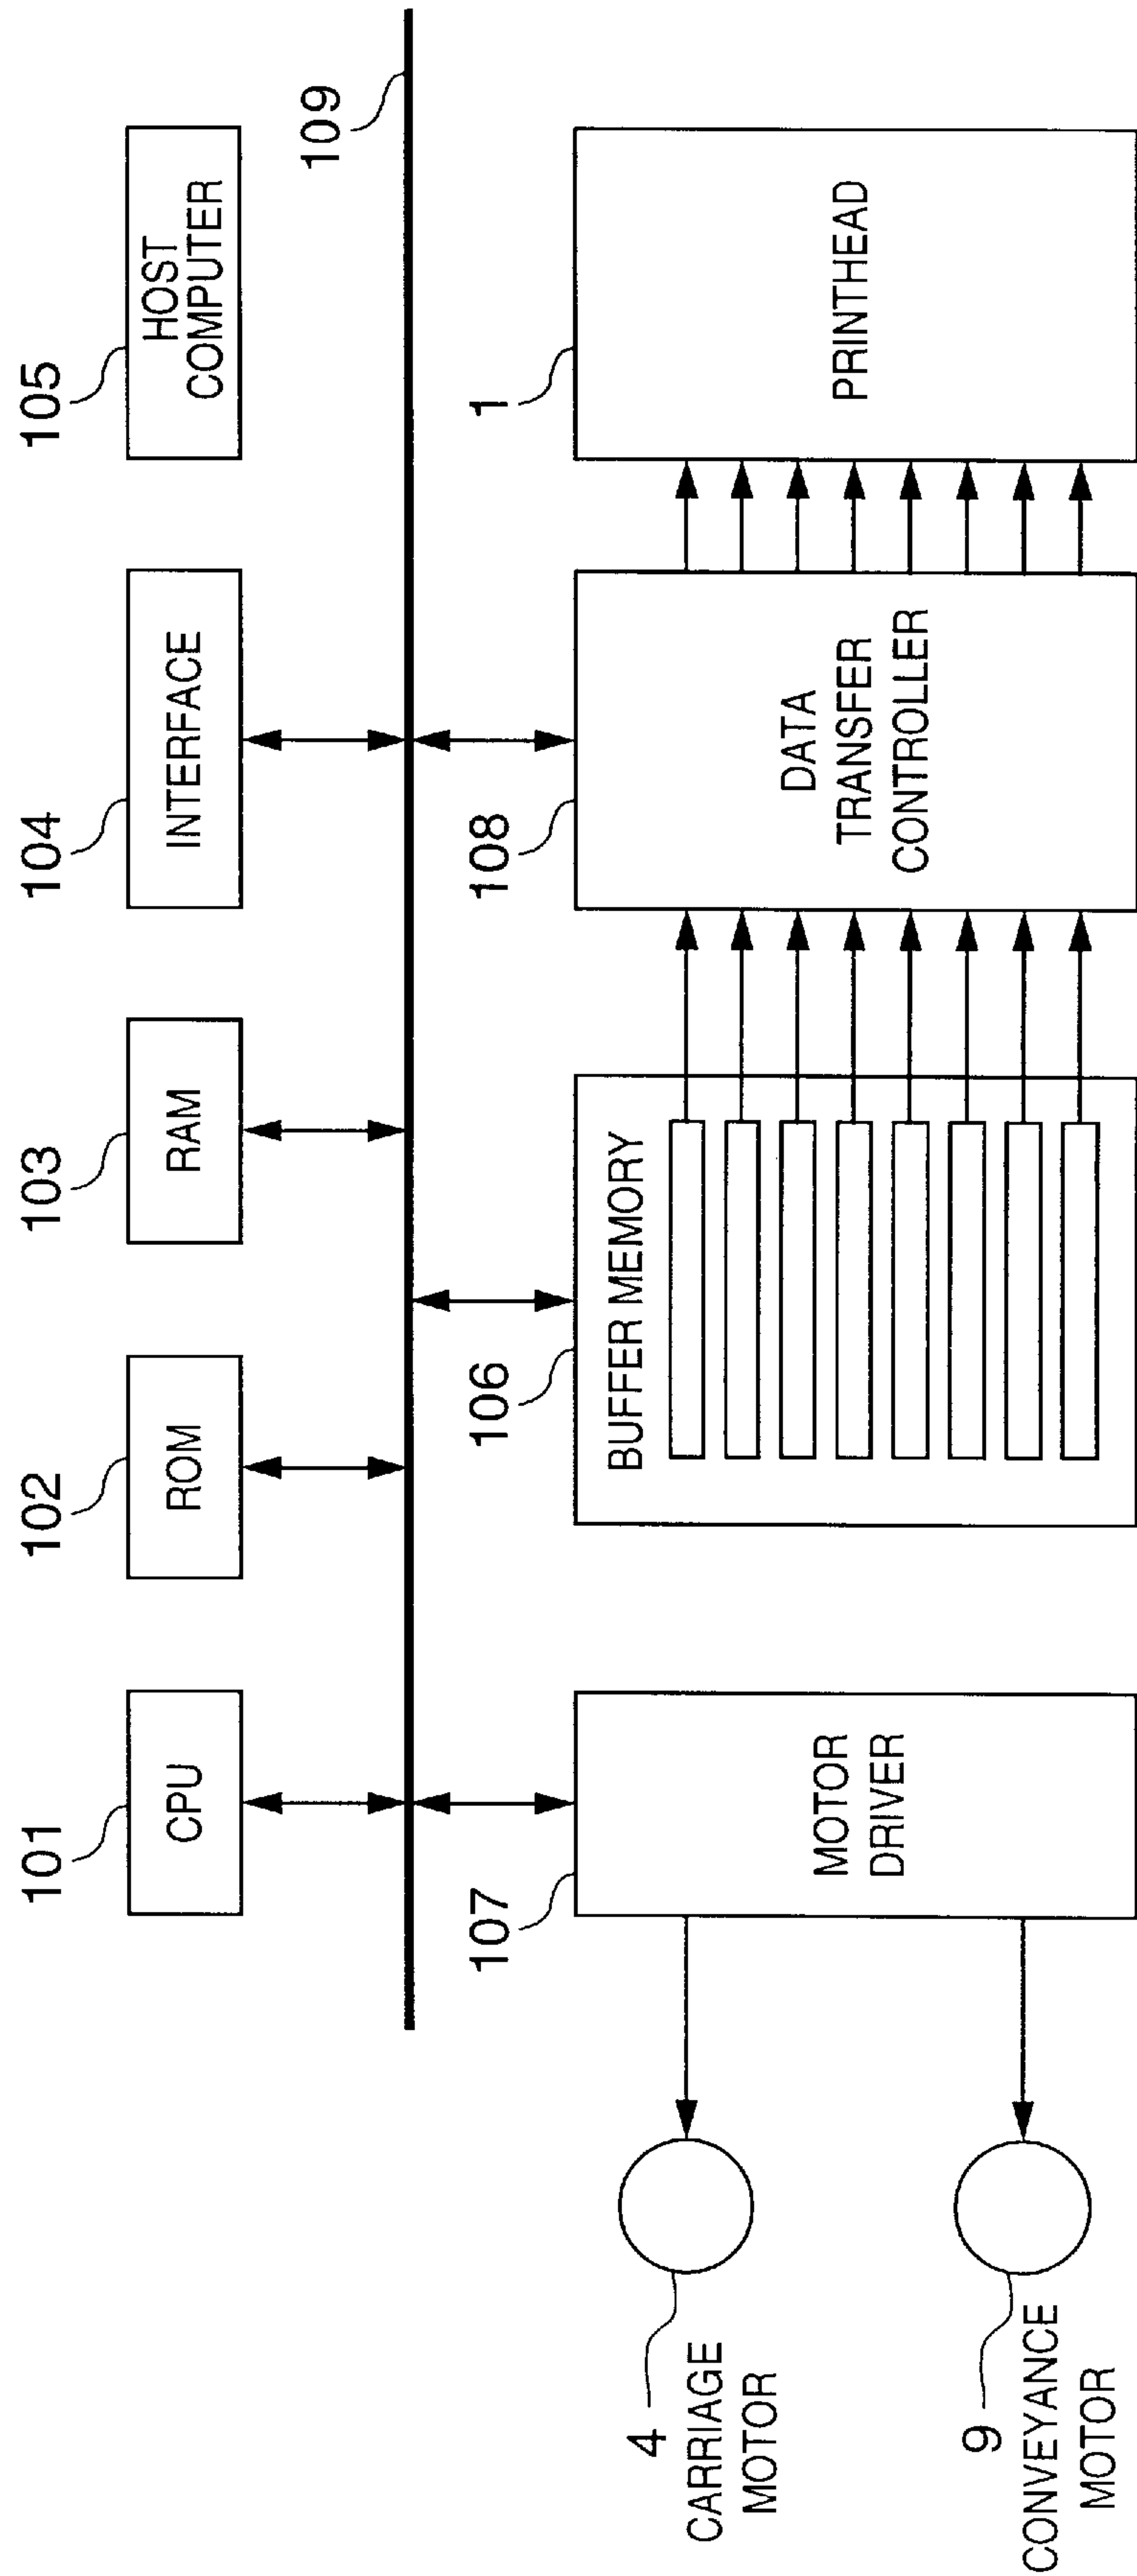 101
CPU
102
ROM
103
RAM
104
INTERFACE
105
HOST
COMPUTER
109
107
MOTOR
DRIVER
106
BUFFER MEMORY
108
DATA
TRANSFER
CONTROLLER
1
PRINTHEAD
4
CARRIAGE
MOTOR
9
CONVEYANCE
MOTOR